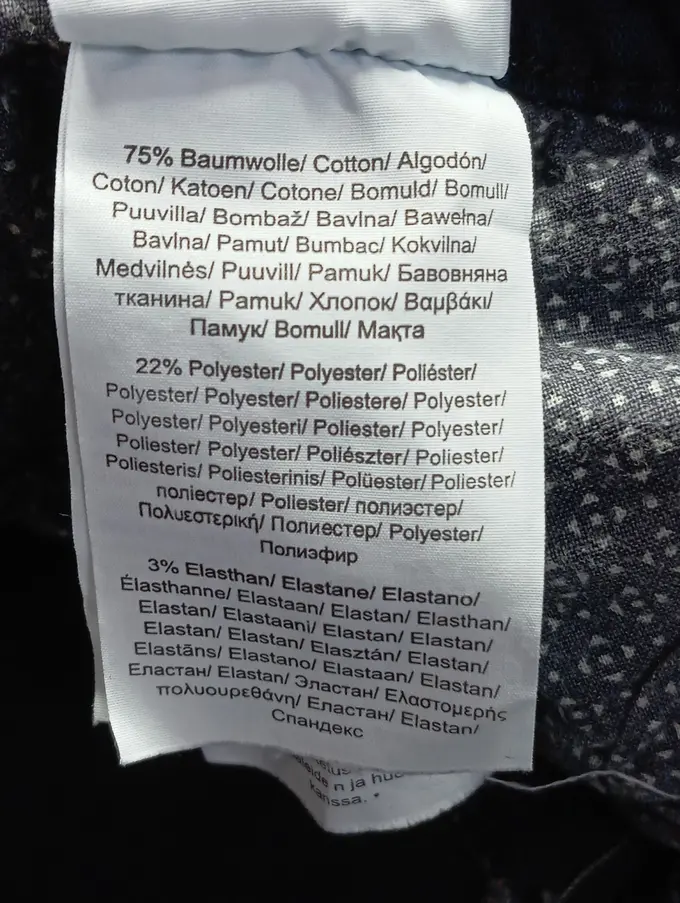 75% Baumwolle/ Cotton/ Algodón/
Coton/ Katoen/ Cotone/ Bomuld/ Bomull/
Puuvilla/ Bombaž/ Bavlna/ Bawełna/
Bavlna/ Pamut/ Bumbac/ Kokvilna/
Medvilnės/ Puuvill/ Pamuk/ Бавовняна
тканина/ Pamuk/ Хлопок/ Βαμβάκι/
Памук/ Bomull/ Мақта
22% Polyester/ Polyester/ Poliéster/
Polyester/ Polyester/ Poliestere/ Polyester/
Polyester/ Polyesteri/ Poliester/ Polyester/
Poliester/ Polyester/ Poliészter/ Poliester/
Poliesteris/ Poliesterinis/ Polüester/ Poliester/
поліестер/ Poliester/ полиэстер/
Πολυεστερική/ Полиестер/ Polyester/
Полиэфир
3% Elasthan/ Elastane/ Elastano/
Élasthanne/ Elastaan/ Elastan/ Elasthan/
Elastan/ Elastaani/ Elastan/ Elastan/
Elastan/ Elastan/ Elasztán/ Elastan/
Elastāns/ Elastano/ Elastaan/ Elastan/
Еластан/ Elastan/ Эластан/ Ελαστομερής
πολυουρεθάνη/ Еластан/ Elastan/
Спандекс
n ja
kanssa. *